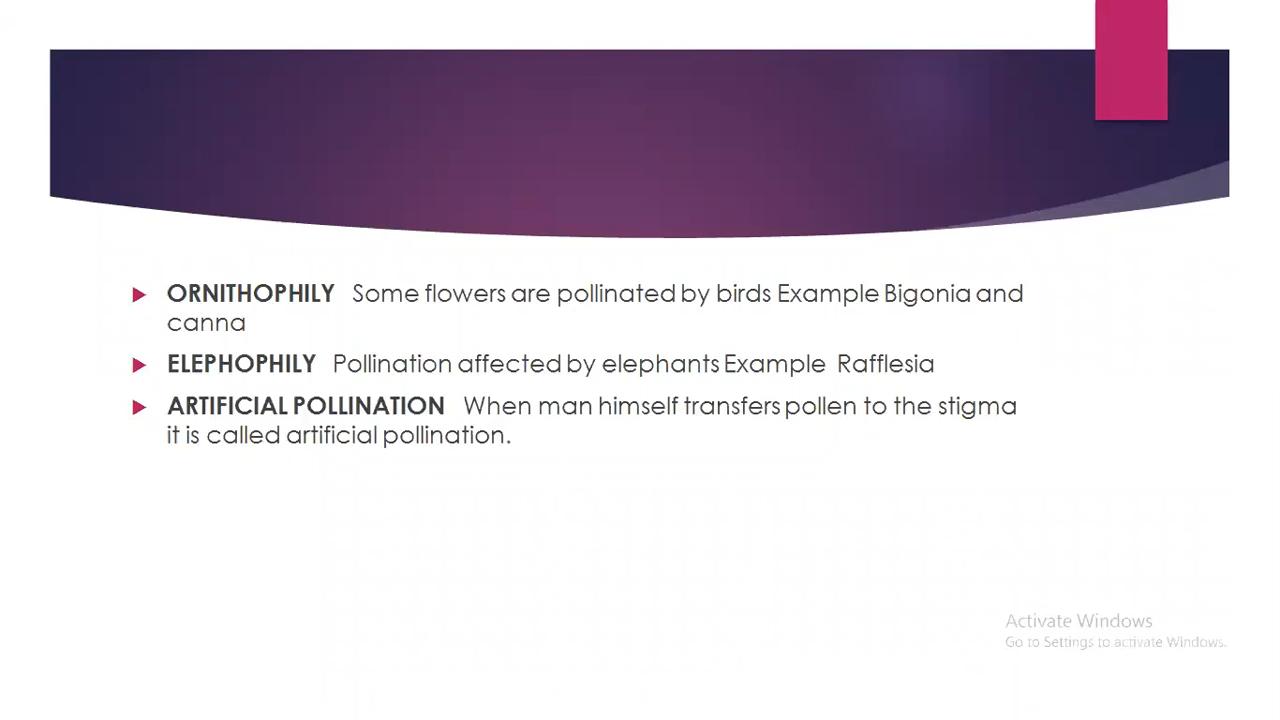 ORNITHOPHILY Some flowers are pollinated by birds Example Bigonia and
canna
ELEPHOPHILY Pollination affected by elephants Example Rafflesia
ARTIFICIAL POLLINATION When man himself transfers pollen to the stigma
it is called artificial pollination.
Activate Windows
Go to Settings to activate Windows.